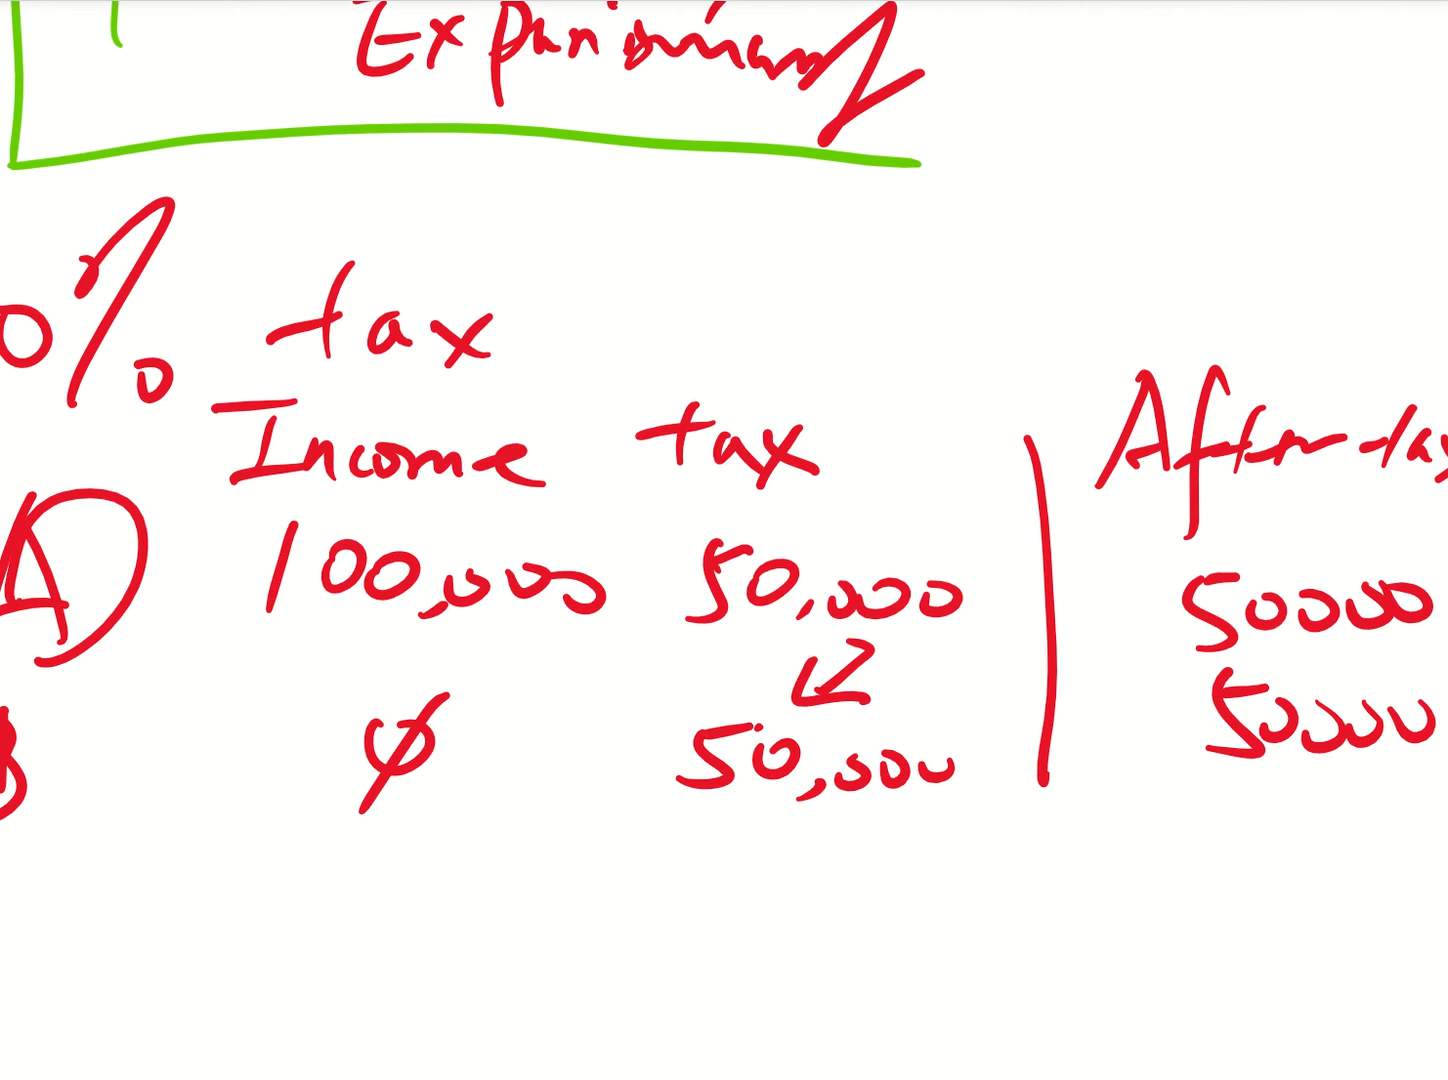 Expansionary
0% tax
Income tax After tax
A 100,000 50,000 50000
B φ 50,000 50000